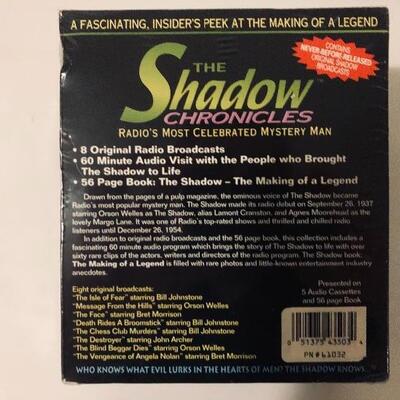 A FASCINATING, INSIDER'S PEEK AT THE MAKING OF A LEGEND
CONTAINS
NEVER-BEFORE-RELEASED
ORIGINAL SHADOW
BROADCASTS
THE
Shadow™
CHRONICLES
RADIO'S MOST CELEBRATED MYSTERY MAN
• 8 Original Radio Broadcasts
• 60 Minute Audio Visit with the People who Brought
The Shadow to Life
• 56 Page Book: The Shadow – The Making of a Legend
Drawn from the pages of a pulp magazine, the ominous voice of The Shadow became
Radio's most popular mystery man. The Shadow made its radio debut on September 26, 1937
starring Orson Welles as The Shadow, alias Lamont Cranston, and Agnes Moorehead as the
lovely Margo Lane. It was one of Radio's top-rated shows and thrilled and chilled radio
listeners until December 26, 1954.
In addition to original radio broadcasts and the 56 page book, this collection includes a
fascinating 60 minute audio program which brings the story of The Shadow to life with over
sixty rare clips of the actors, writers and directors of the radio program. The Shadow book:
The Making of a Legend is filled with rare photos and little-known entertainment industry
anecdotes.
Eight original broadcasts:
"The Isle of Fear" starring Bill Johnstone
"Message From the Hills" starring Orson Welles
"The Face" starring Bret Morrison
"Death Rides A Broomstick" starring Bill Johnstone
"The Chess Club Murders" starring Bill Johnstone
"The Destroyer" starring John Archer
"The Blind Beggar Dies" starring Orson Welles
"The Vengeance of Angela Nolan" starring Bret Morrison
Presented on
5 Audio Cassettes
and 56 page Book
0 51375 43503 4
PN # 61032
WHO KNOWS WHAT EVIL LURKS IN THE HEARTS OF MEN? THE SHADOW KNOWS...